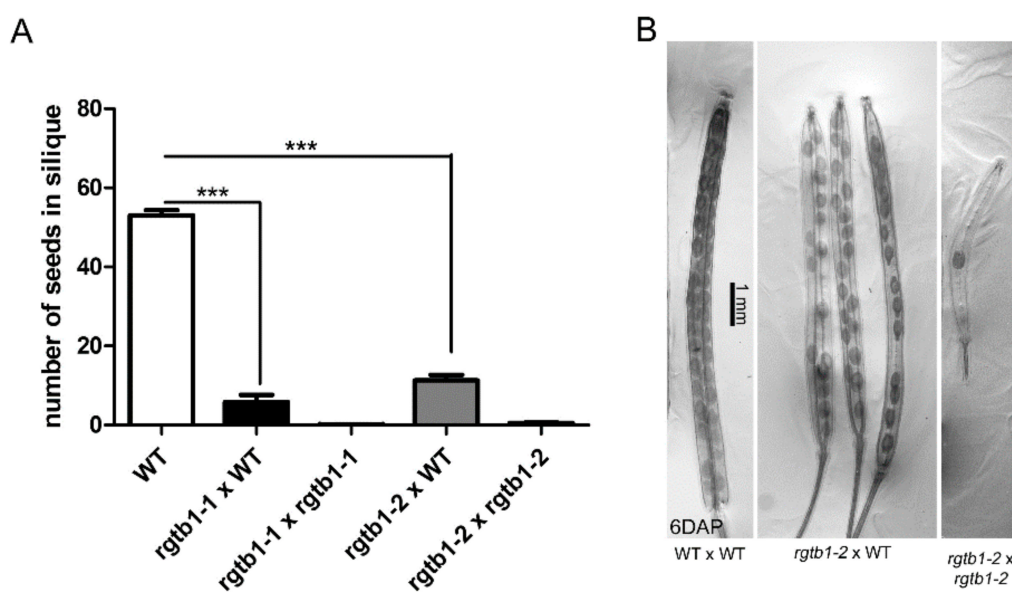 A
number of seeds in silique
80
60
40
20
0
***
***
WT
rgtb1-1 x WT
rgtb1-1 x rgtb1-1
rgtb1-2 x WT
rgtb1-2 x rgtb1-2
B
1 mm
6DAP
WT x WT
rgtb1-2 x WT
rgtb1-2 x
rgtb1-2